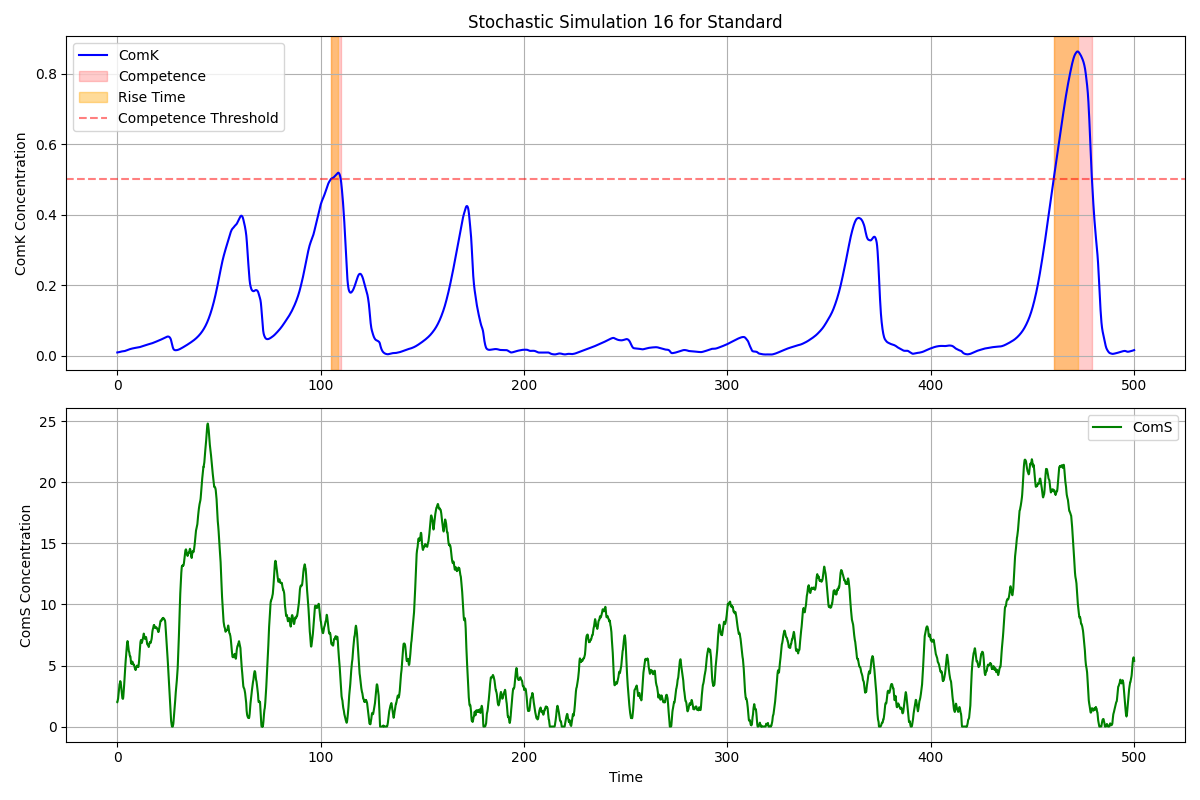 Stochastic Simulation 16 for Standard
ComK
Competence
Rise Time
Competence Threshold
ComK Concentration
0.8
0.6
0.4
0.2
0.0
0 100 200 300 400 500
ComS
ComS Concentration
25
20
15
10
5
0
0 100 200 300 400 500
Time